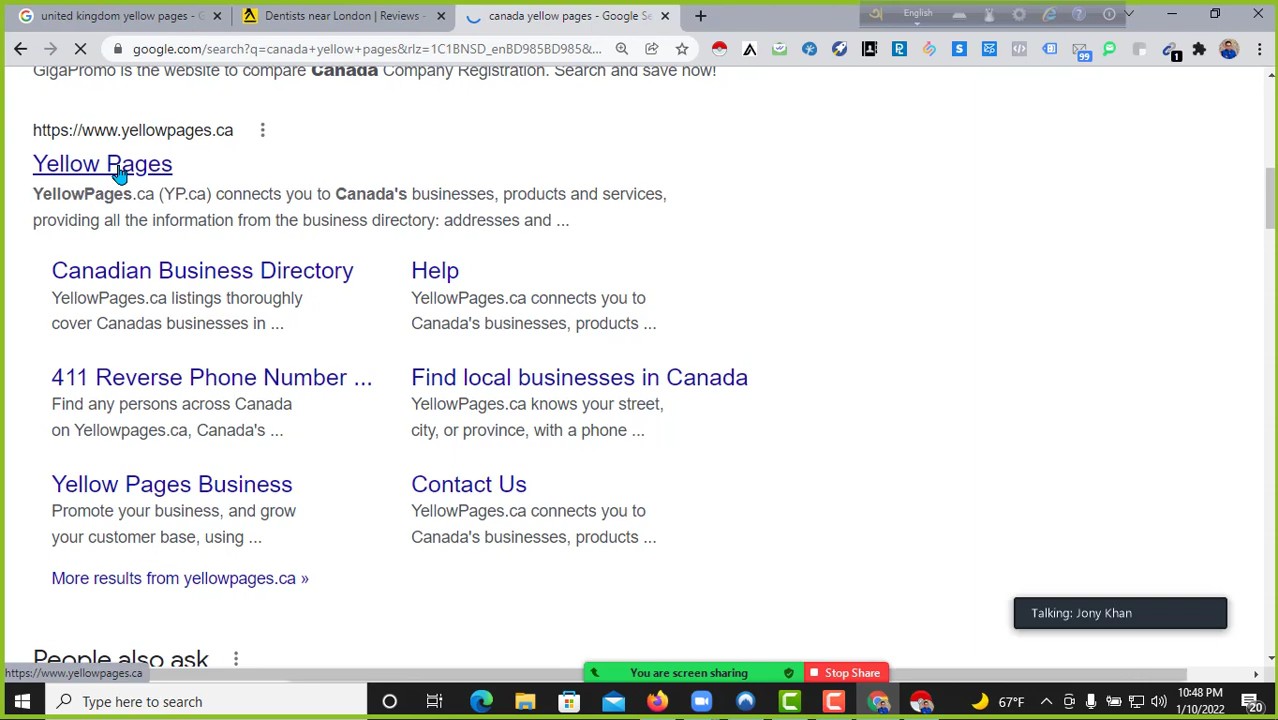 united kingdom yellow pages - G
Dentists near London | Reviews -
canada yellow pages - Google Se
English
google.com/search?q=canada+yellow+pages&rlz=1C1BNSD_enBD985BD985&...
99
1
GigaPromo is the website to compare Canada Company Registration. Search and save now!
https://www.yellowpages.ca
Yellow Pages
YellowPages.ca (YP.ca) connects you to Canada's businesses, products and services,
providing all the information from the business directory: addresses and ...
Canadian Business Directory
YellowPages.ca listings thoroughly
cover Canadas businesses in ...
Help
YellowPages.ca connects you to
Canada's businesses, products ...
411 Reverse Phone Number ...
Find any persons across Canada
on Yellowpages.ca, Canada's ...
Find local businesses in Canada
YellowPages.ca knows your street,
city, or province, with a phone ...
Yellow Pages Business
Promote your business, and grow
your customer base, using ...
Contact Us
YellowPages.ca connects you to
Canada's businesses, products ...
More results from yellowpages.ca »
Talking: Jony Khan
People also ask
https://www.yellowpages.ca
You are screen sharing
Stop Share
Type here to search
67°F
10:48 PM
1/10/2022
20